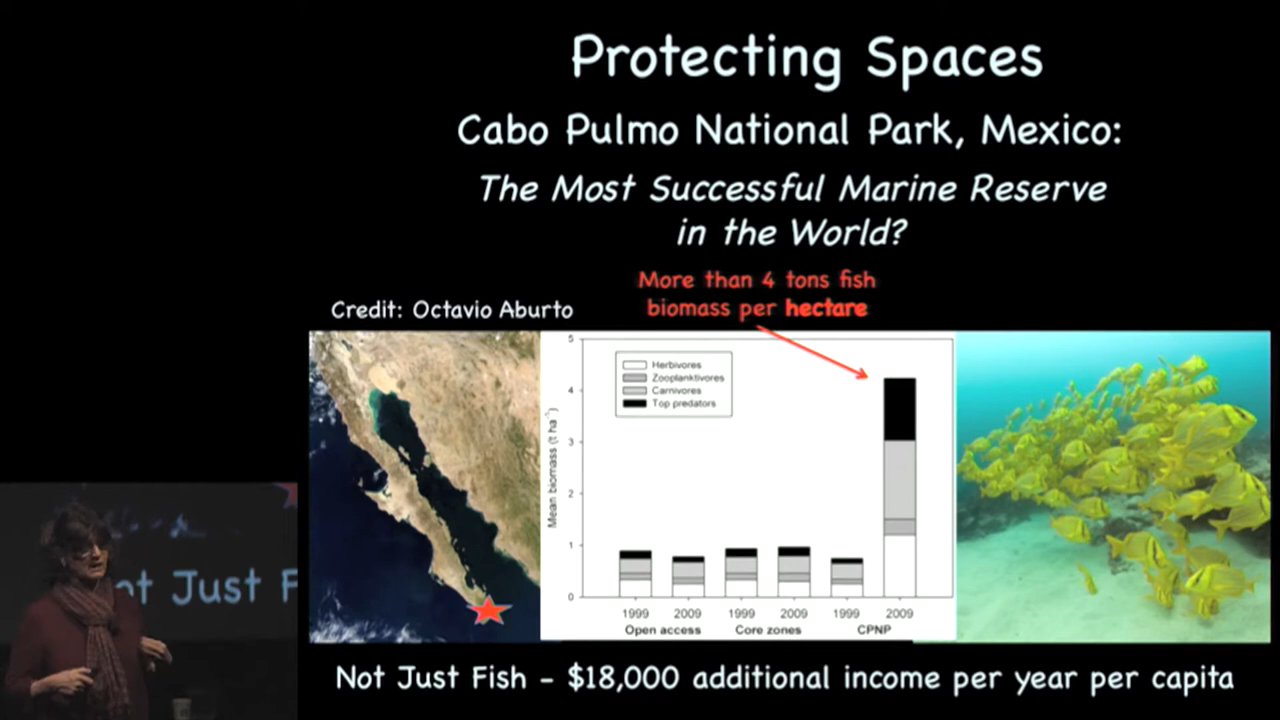 Protecting Spaces
Cabo Pulmo National Park, Mexico:
The Most Successful Marine Reserve
in the World?
More than 4 tons fish
biomass per hectare
Credit: Octavio Aburto
Herbivores
Zooplanktivores
Carnivores
Top predators
Mean biomass (t ha⁻¹)
5
4
3
2
1
0
1999 2009 1999 2009 1999 2009
Open access Core zones CPNP
ot Just F
Not Just Fish – $18,000 additional income per year per capita